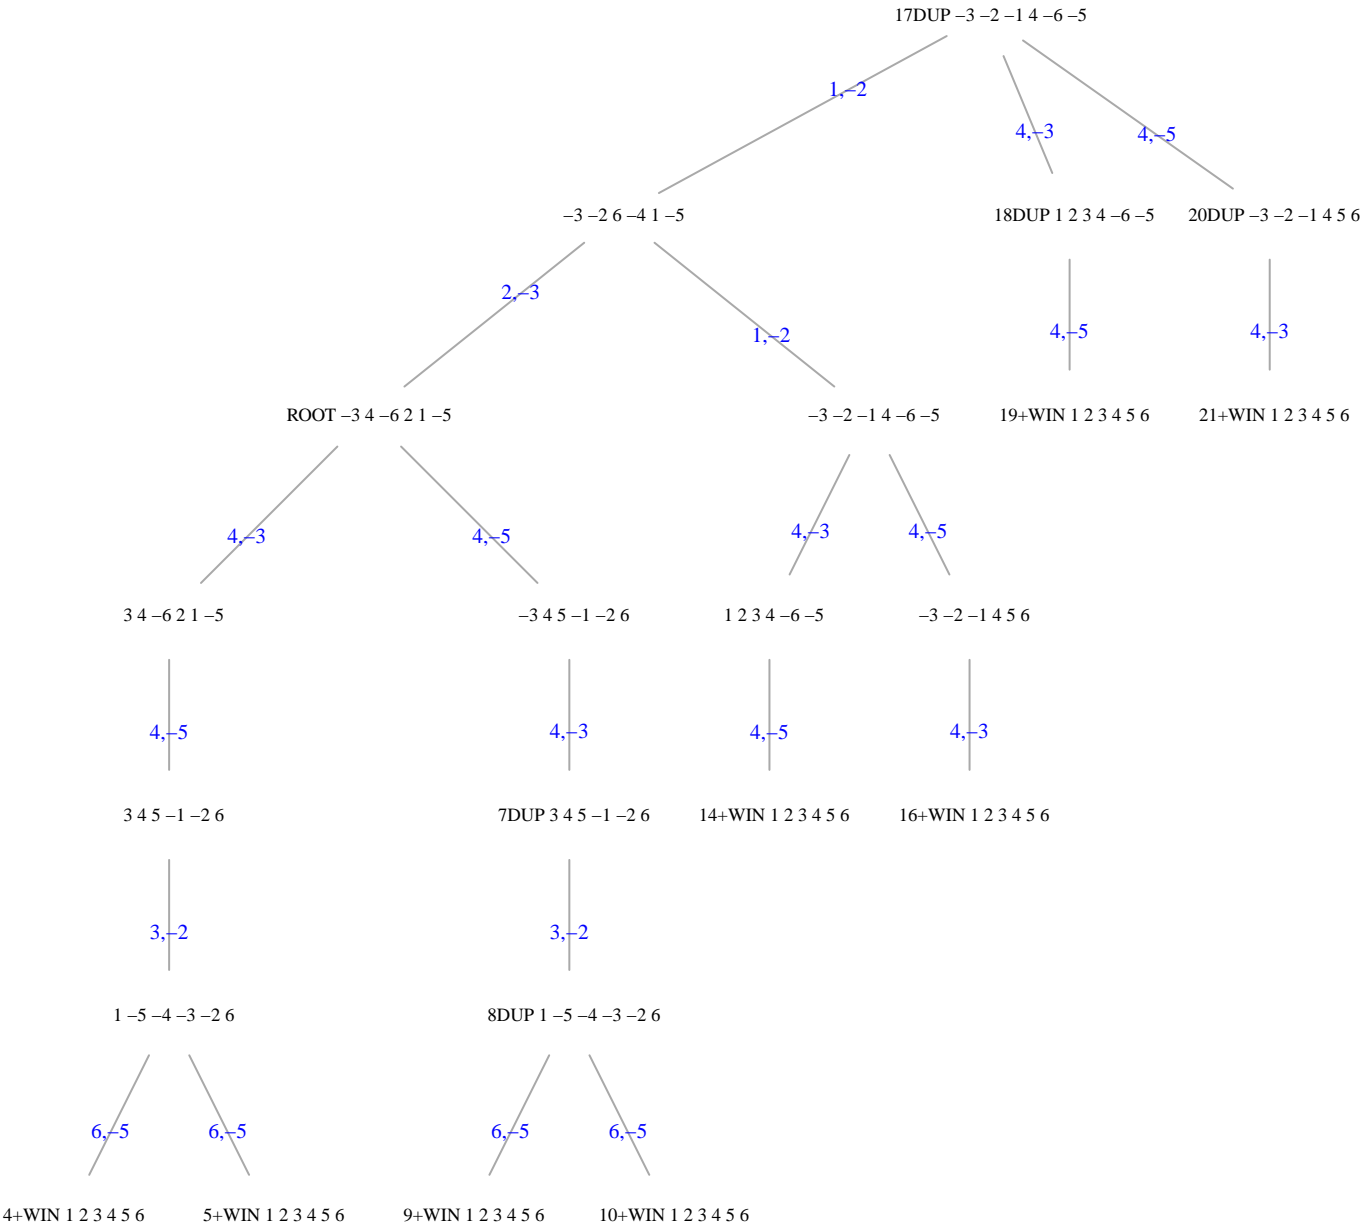 17DUP –3 –2 –1 4 –6 –5
1,–2
4,–3
4,–5
–3 –2 6 –4 1 –5
18DUP 1 2 3 4 –6 –5
20DUP –3 –2 –1 4 5 6
2,–3
1,–2
4,–5
4,–3
ROOT –3 4 –6 2 1 –5
–3 –2 –1 4 –6 –5
19+WIN 1 2 3 4 5 6
21+WIN 1 2 3 4 5 6
4,–3
4,–5
4,–3
4,–5
3 4 –6 2 1 –5
–3 4 5 –1 –2 6
1 2 3 4 –6 –5
–3 –2 –1 4 5 6
4,–5
4,–3
4,–5
4,–3
3 4 5 –1 –2 6
7DUP 3 4 5 –1 –2 6
14+WIN 1 2 3 4 5 6
16+WIN 1 2 3 4 5 6
3,–2
3,–2
1 –5 –4 –3 –2 6
8DUP 1 –5 –4 –3 –2 6
6,–5
6,–5
6,–5
6,–5
4+WIN 1 2 3 4 5 6
5+WIN 1 2 3 4 5 6
9+WIN 1 2 3 4 5 6
10+WIN 1 2 3 4 5 6